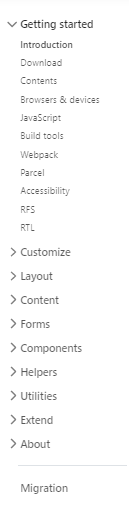 Getting started
Introduction
Download
Contents
Browsers & devices
JavaScript
Build tools
Webpack
Parcel
Accessibility
RFS
RTL
Customize
Layout
Content
Forms
Components
Helpers
Utilities
Extend
About
Migration